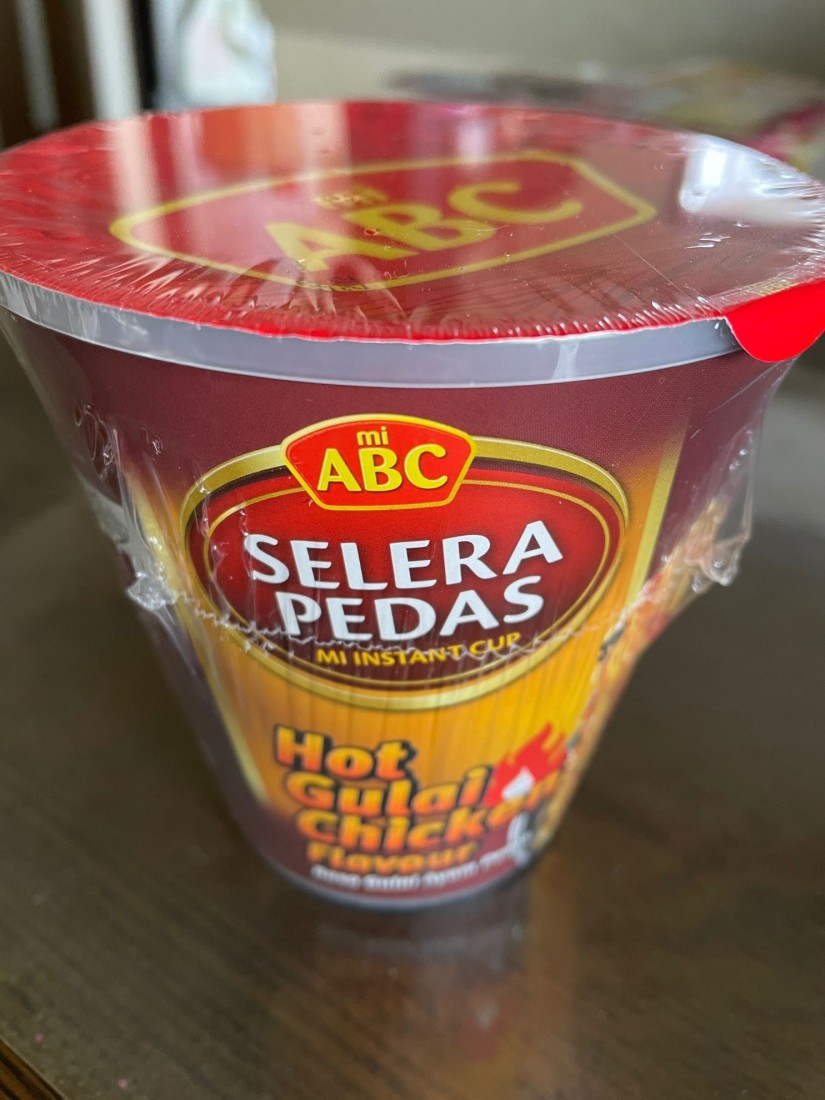 mi
ABC
mi
ABC
SELERA
PEDAS
MI INSTANT CUP
Hot
Gulai
Chicken
Flavour